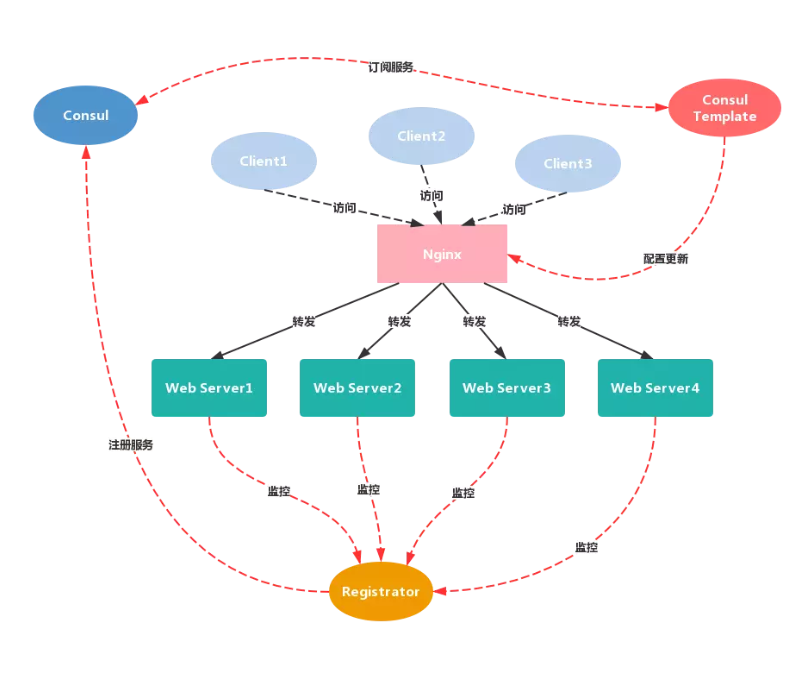 订阅服务
Consul
Consul
Template
Client1
Client2
Client3
访问
访问
访问
Nginx
配置更新
转发
转发
转发
转发
Web Server1
Web Server2
Web Server3
Web Server4
注册服务
监控
监控
监控
监控
Registrator